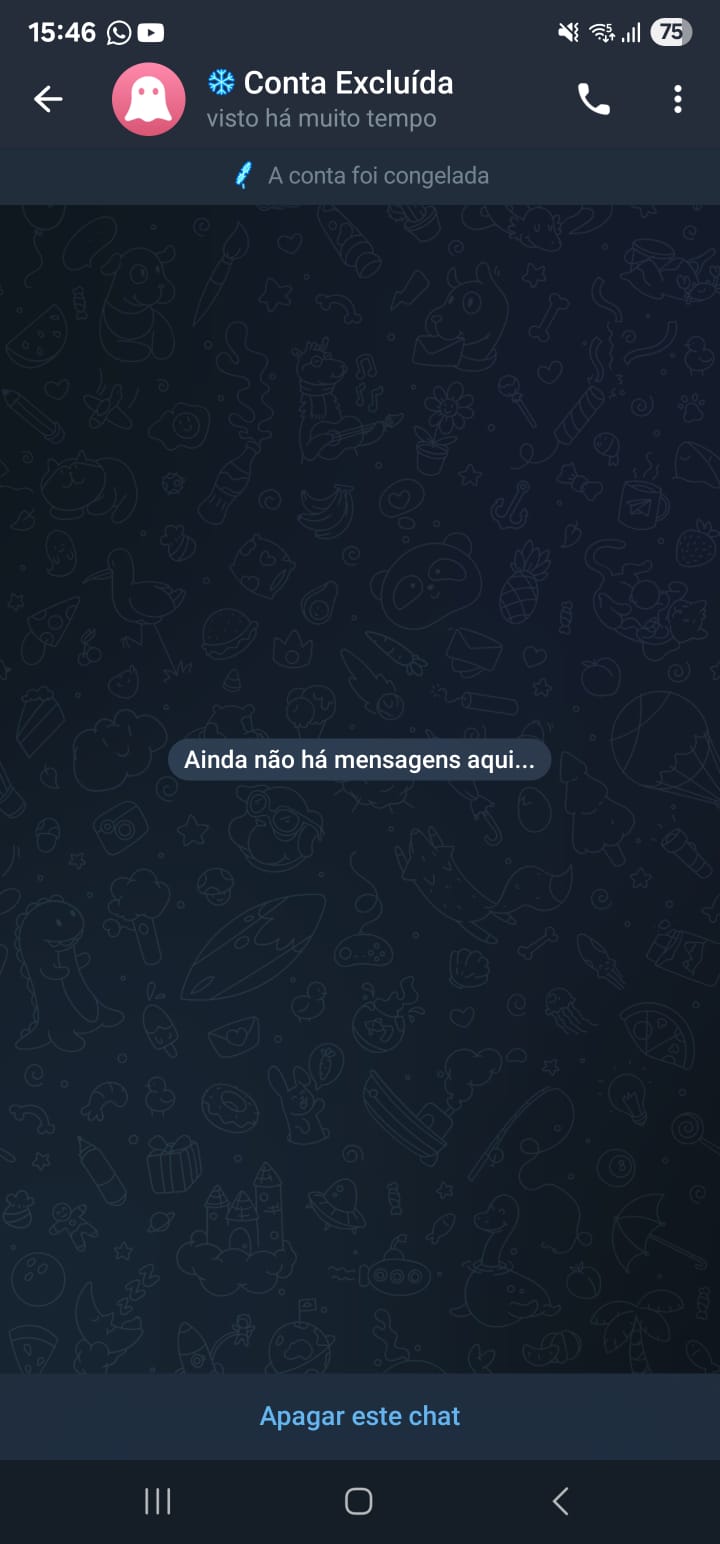 15:46
75
Conta Excluída
visto há muito tempo
A conta foi congelada
Ainda não há mensagens aqui...
Apagar este chat